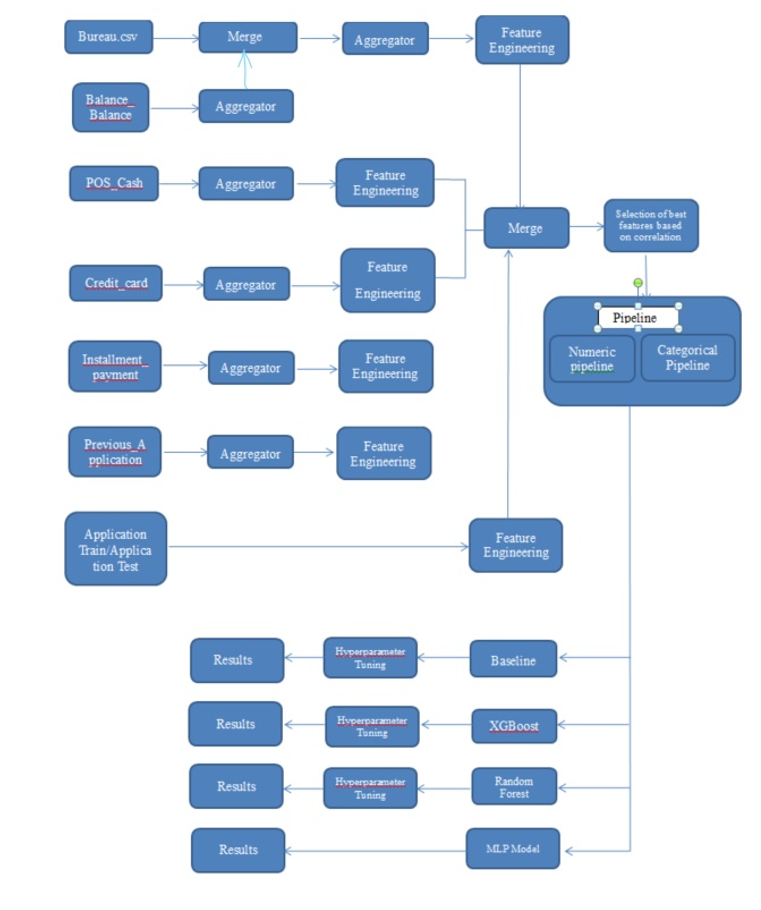 Bureau.csv
Merge
Aggregator
Feature
Engineering
Balance_
Balance
Aggregator
POS_Cash
Aggregator
Feature
Engineering
Merge
Selection of best
features based
on correlation
Credit_card
Aggregator
Feature
Engineering
Pipeline
Numeric
pipeline
Categorical
Pipeline
Installment_
payment
Aggregator
Feature
Engineering
Previous_A
pplication
Aggregator
Feature
Engineering
Application
Train/Applica
tion Test
Feature
Engineering
Results
Hyperparameter
Tuning
Baseline
Results
Hyperparameter
Tuning
XGBoost
Results
Hyperparameter
Tuning
Random
Forest
Results
MLP Model